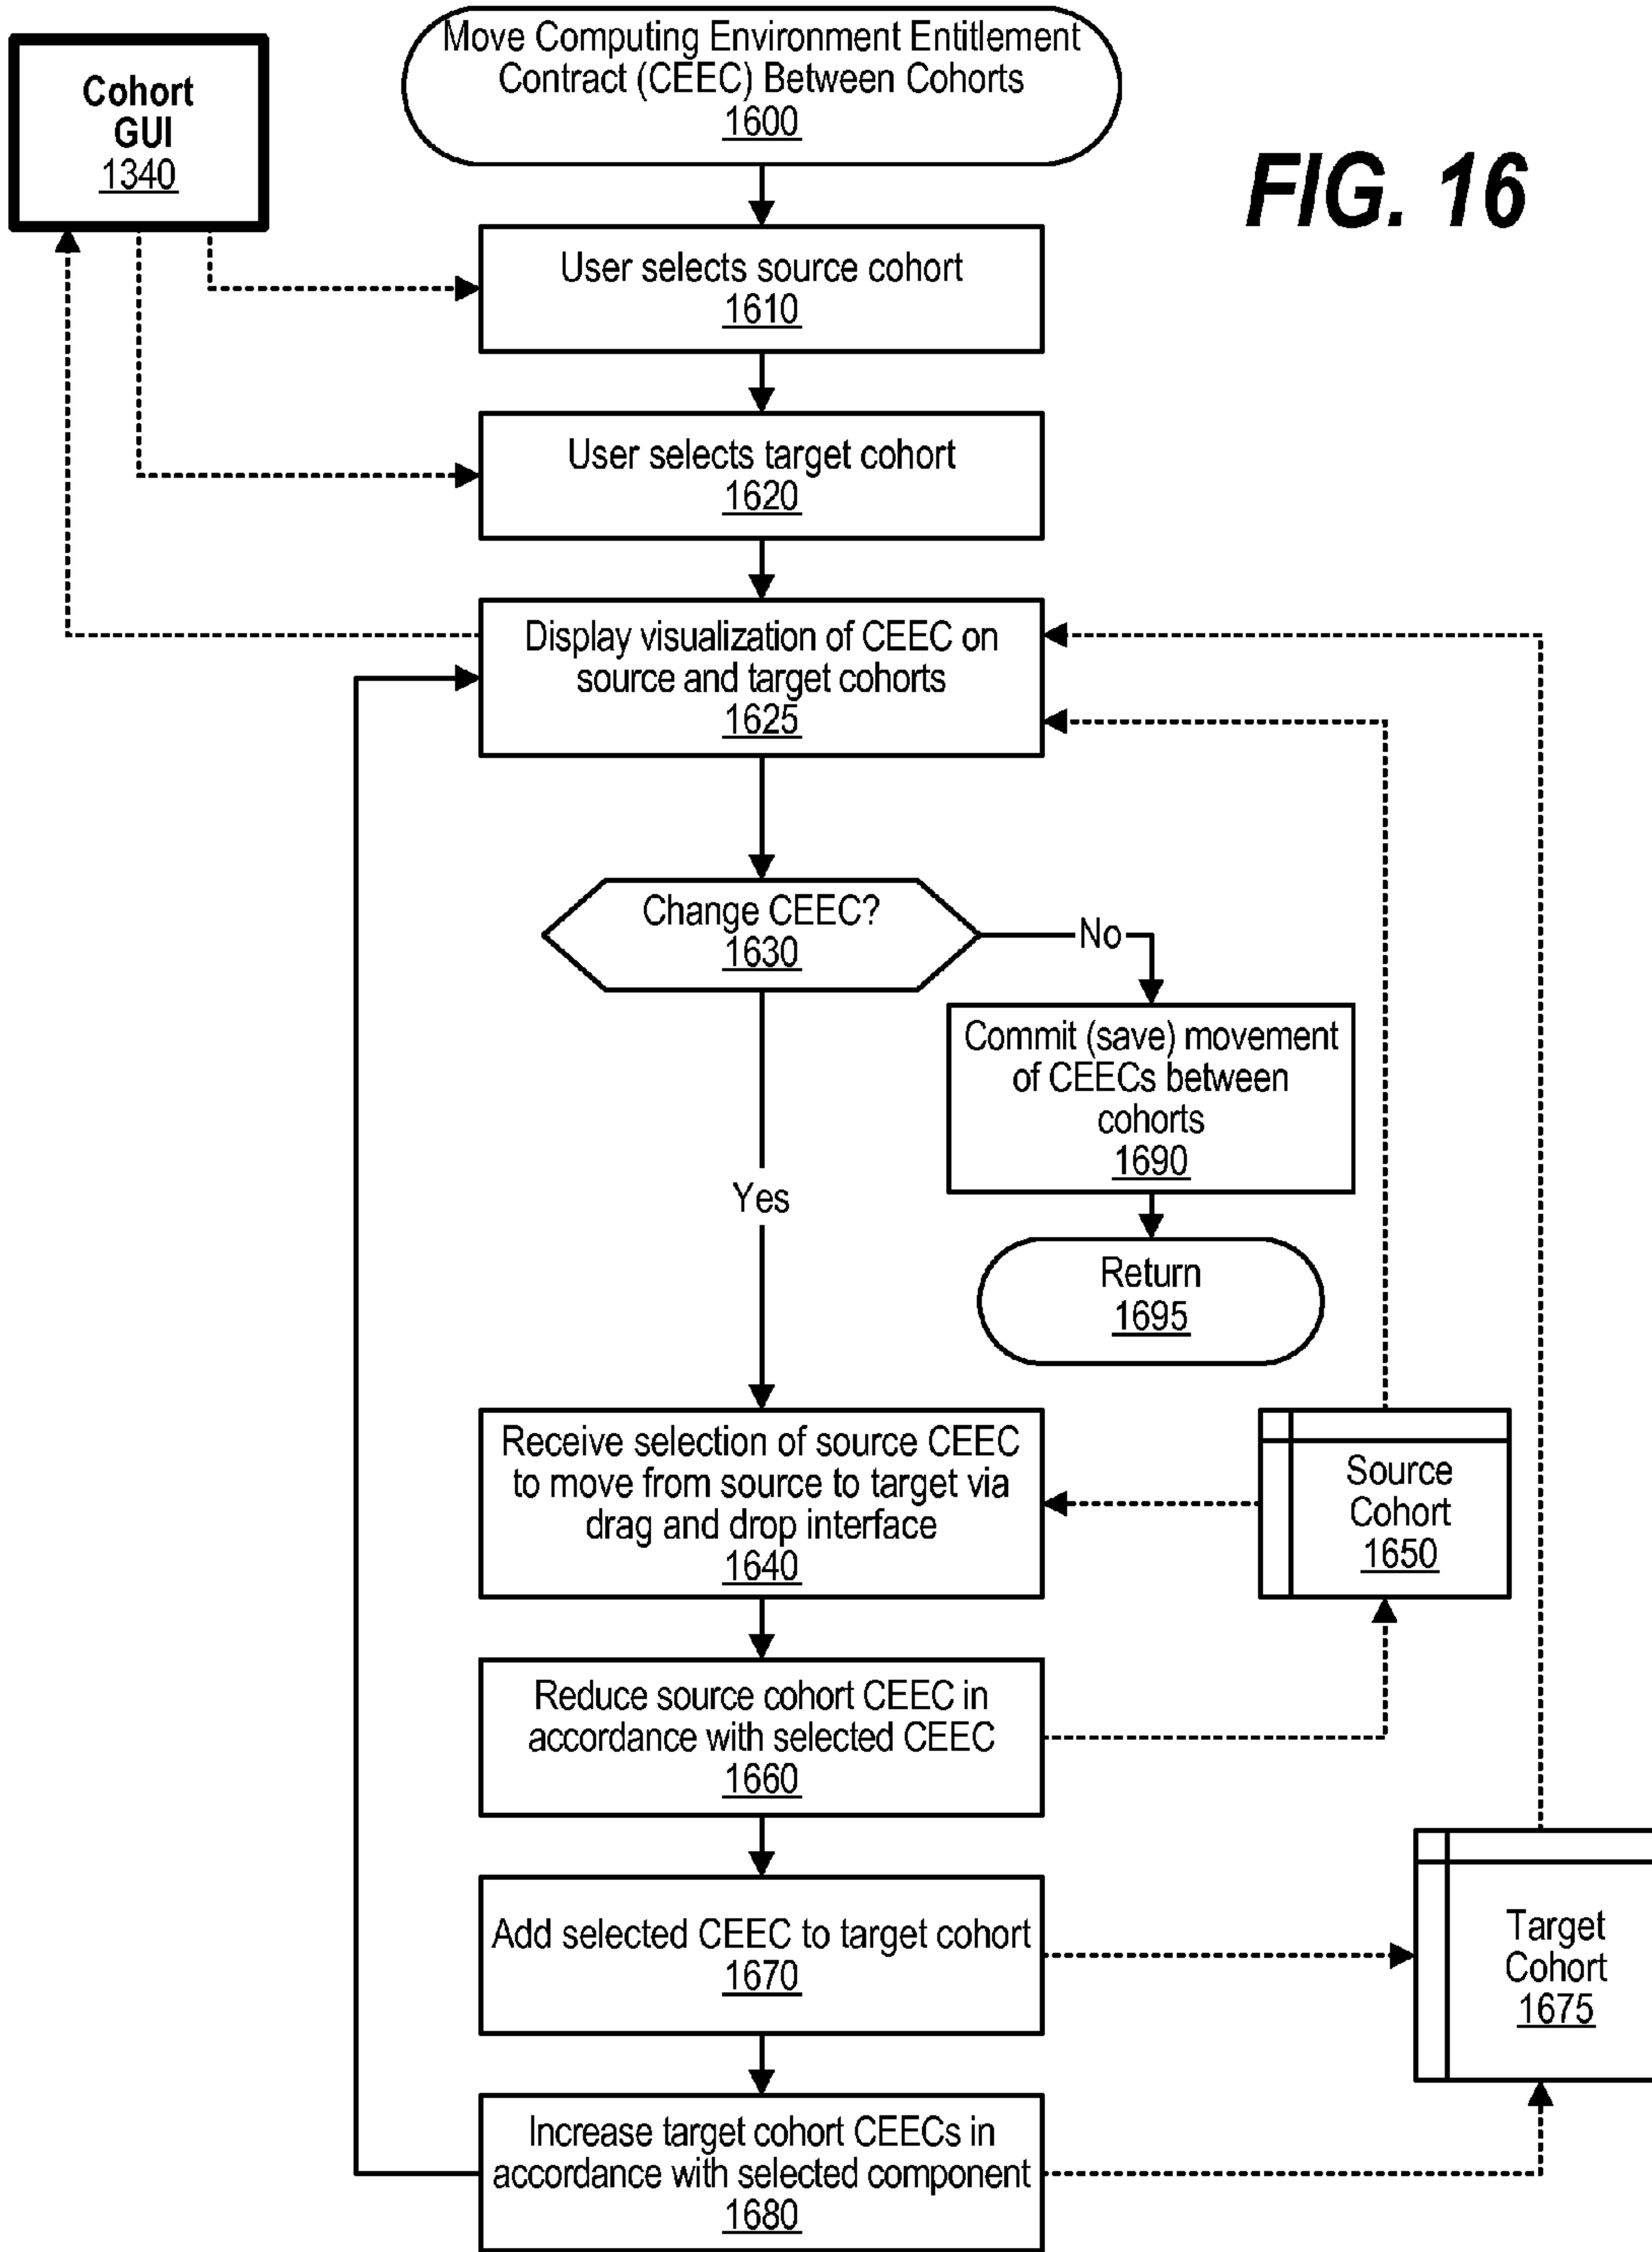 Move Computing Environment Entitlement
Contract (CEEC) Between Cohorts
1600
Cohort
GUI
1340
FIG. 16
User selects source cohort
1610
User selects target cohort
1620
Display visualization of CEEC on
source and target cohorts
1625
Change CEEC?
1630
No
Commit (save) movement
of CEECs between
cohorts
1690
Yes
Return
1695
Receive selection of source CEEC
to move from source to target via
drag and drop interface
1640
Source
Cohort
1650
Reduce source cohort CEEC in
accordance with selected CEEC
1660
Add selected CEEC to target cohort
1670
Target
Cohort
1675
Increase target cohort CEECs in
accordance with selected component
1680